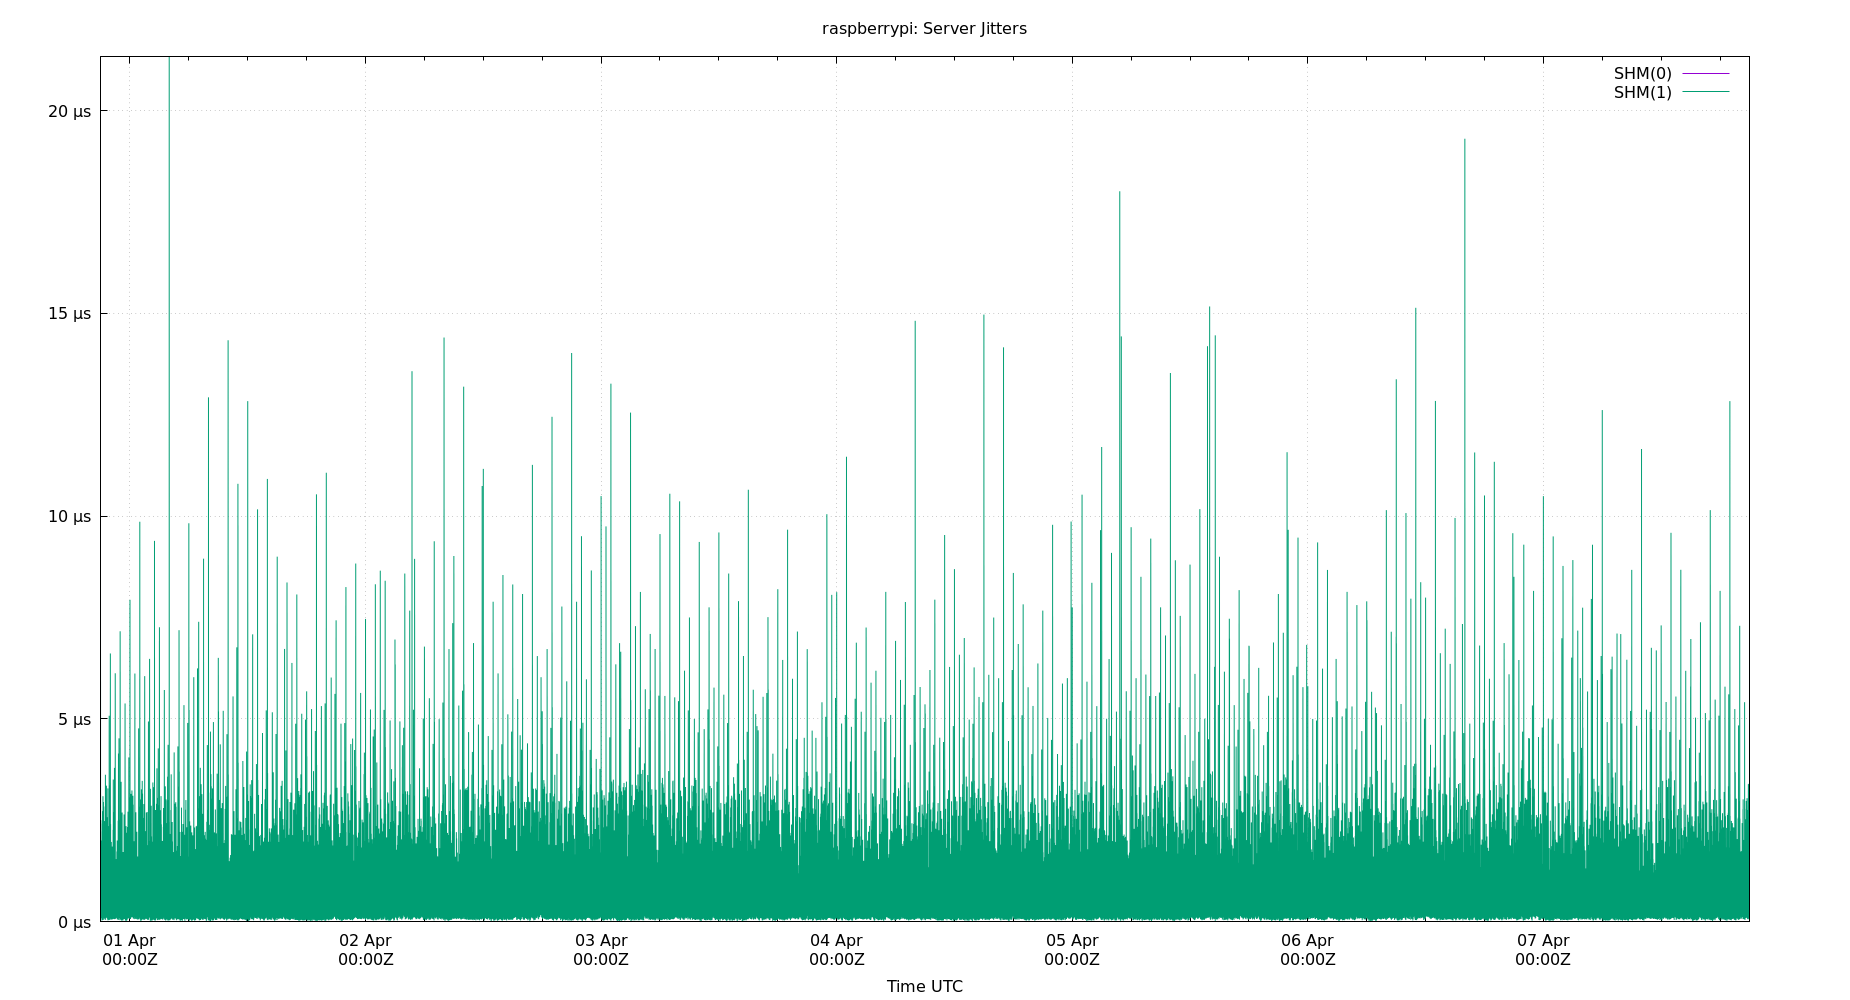 raspberrypi: Server Jitters
SHM(0)
SHM(1)
20 µs
15 µs
10 µs
5 µs
0 µs
01 Apr 02 Apr 03 Apr 04 Apr 05 Apr 06 Apr 07 Apr
00:00Z 00:00Z 00:00Z 00:00Z 00:00Z 00:00Z 00:00Z
Time UTC